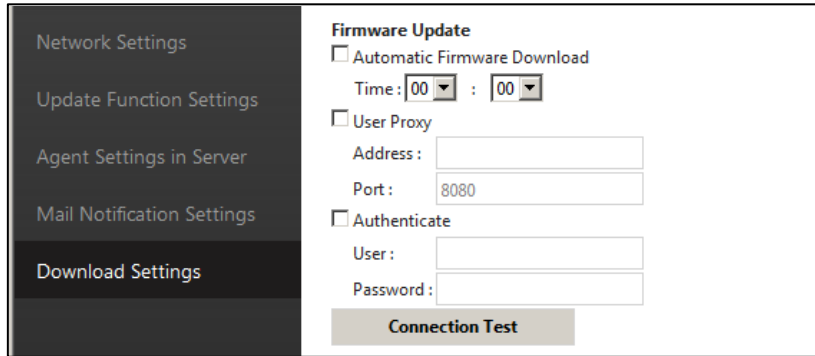 Network Settings
Update Function Settings
Agent Settings in Server
Mail Notification Settings
Download Settings
Firmware Update
Automatic Firmware Download
Time : 00 : 00
User Proxy
Address :
Port : 8080
Authenticate
User :
Password :
Connection Test